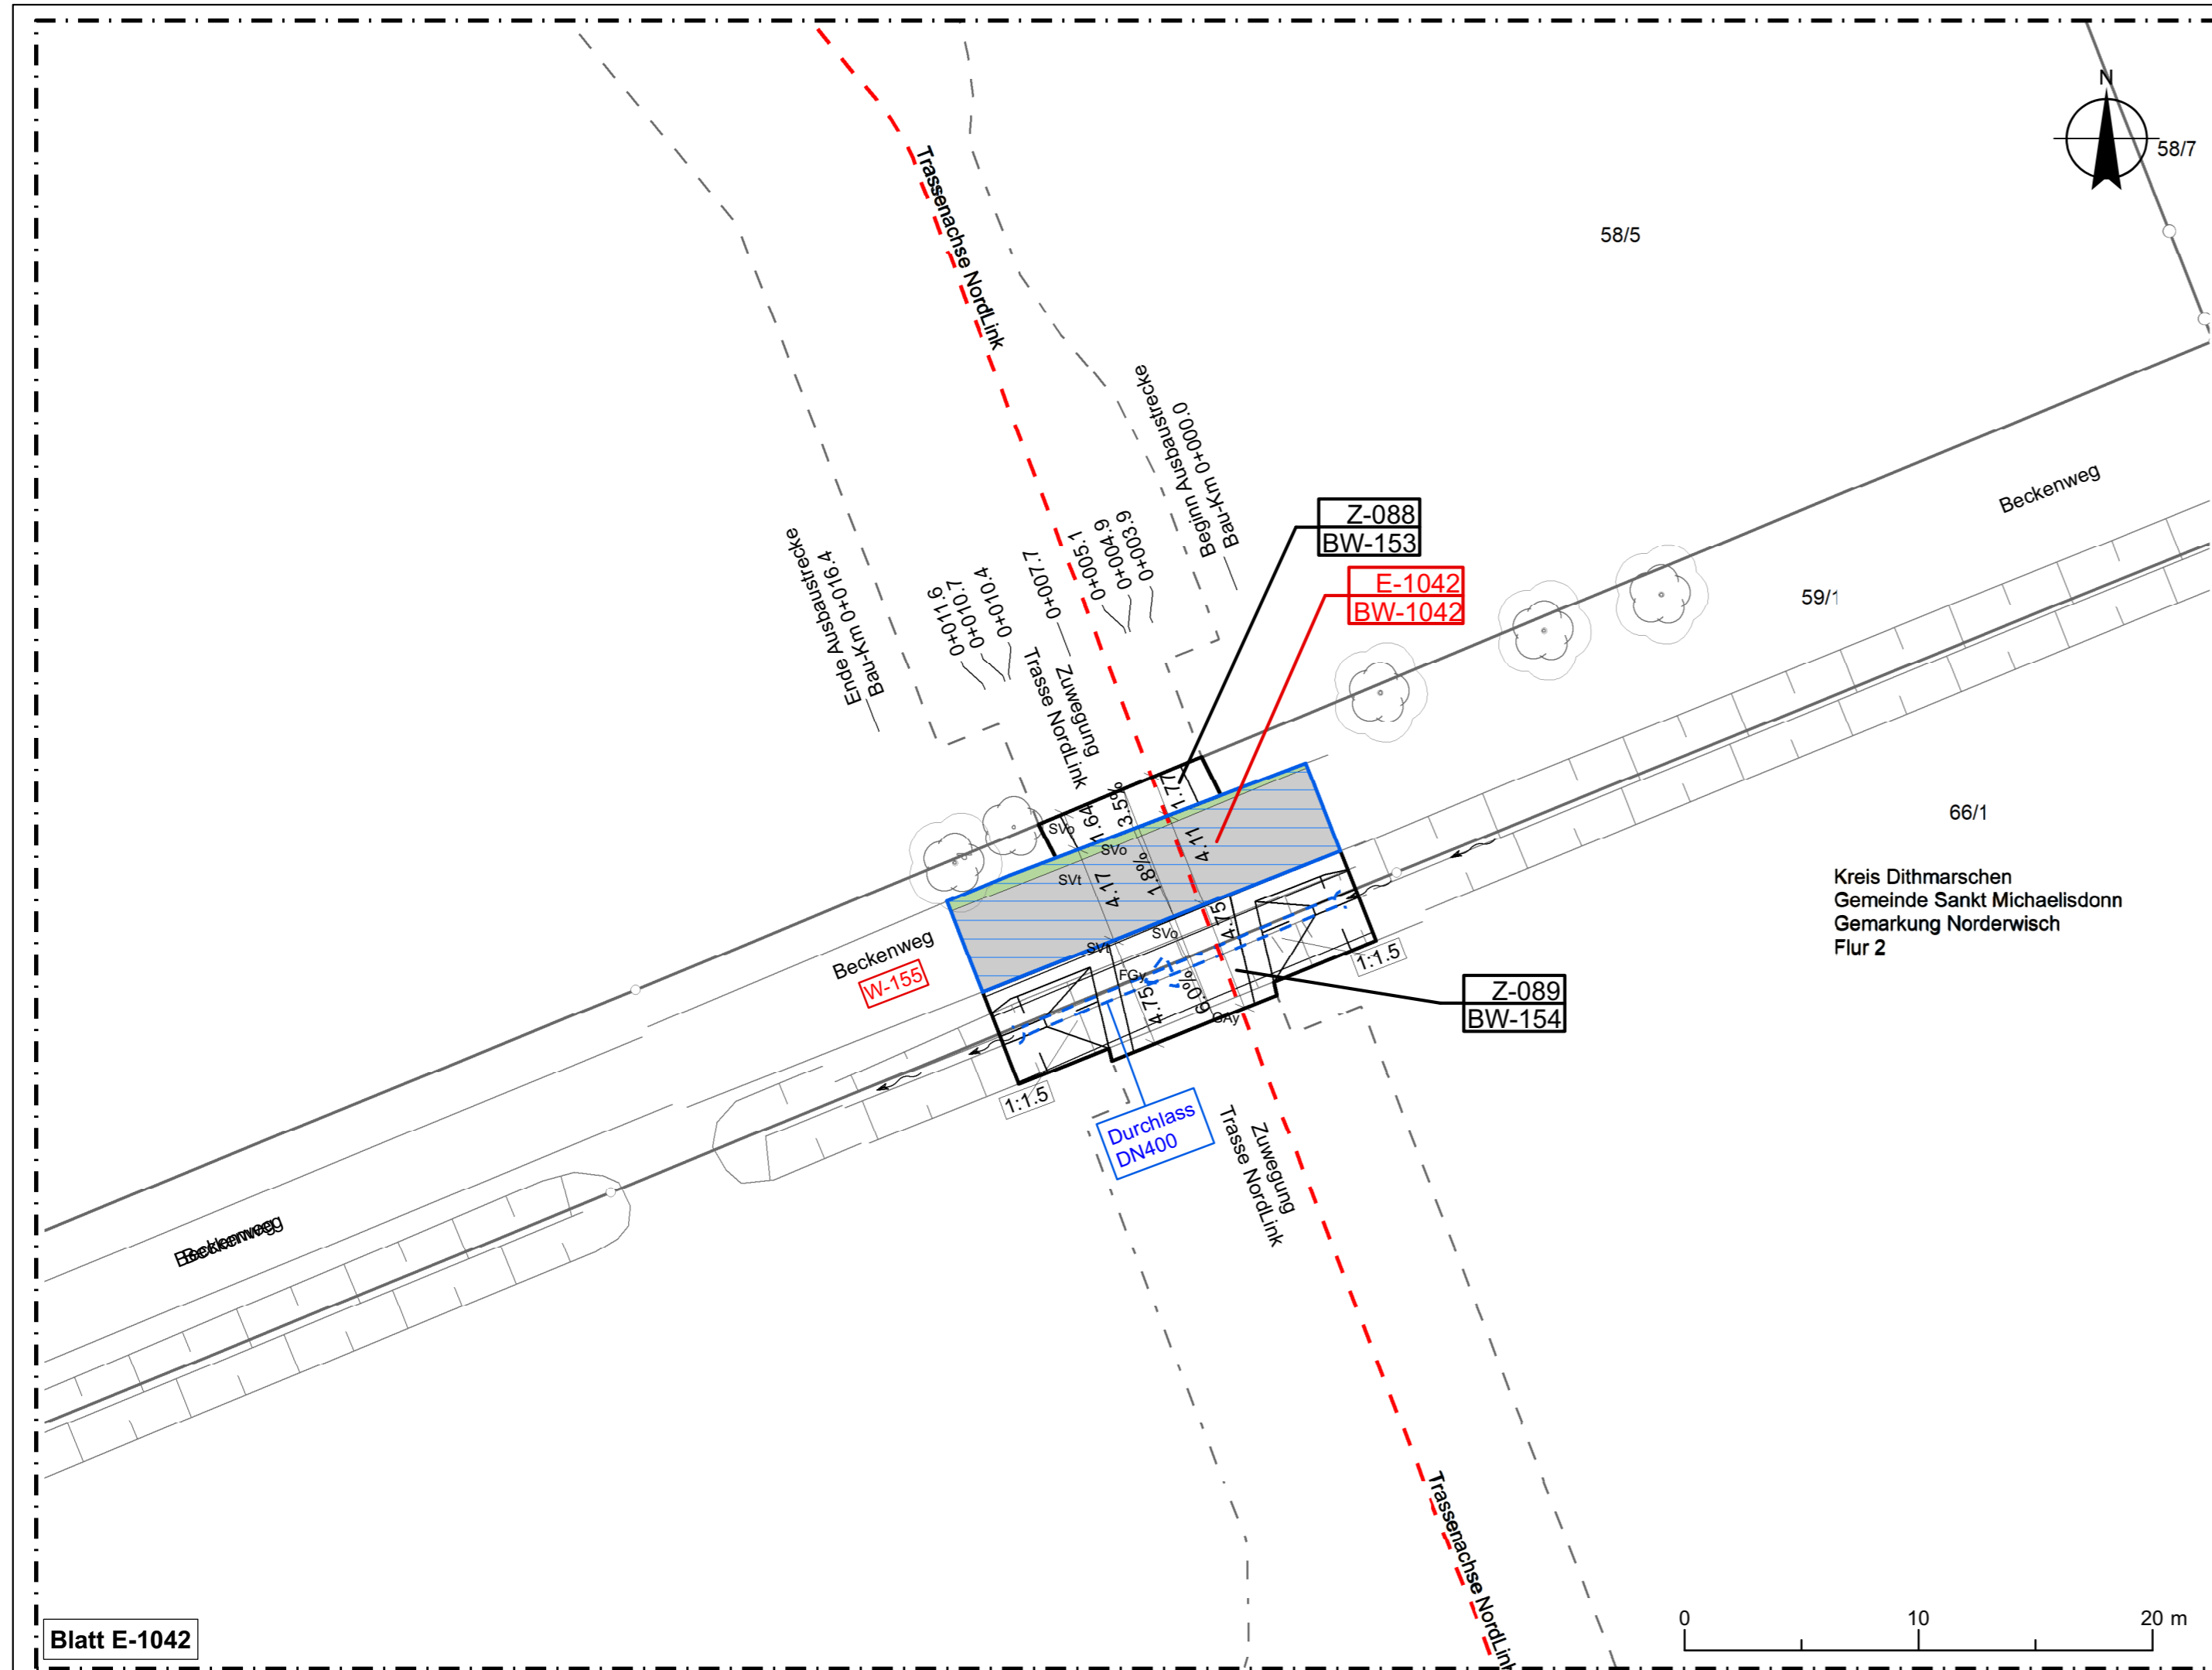 N
58/7
58/5
Trassenachse NordLink
Beginn Ausbaustrecke
Bau-Km 0+000.0
Beckenweg
Z-088
BW-153
E-1042
BW-1042
0+003.9
0+004.9
0+005.1
0+007.7
0+010.4
0+010.7
0+011.6
Ende Ausbaustrecke
Bau-Km 0+016.4
59/1
Zuwegung
Trasse NordLink
66/1
1.77
3.5%
1.64
SVo
SVo
SVt
4.11
1.8%
4.17
Kreis Dithmarschen
Gemeinde Sankt Michaelisdonn
Gemarkung Norderwisch
Flur 2
Beckenweg
W-155
4.75
SVo
SVt
FGy
4.75
6.0%
GAy
1:1.5
Z-089
BW-154
1:1.5
Durchlass
DN400
Zuwegung
Trasse NordLink
Beckenweg
Beckenweg
Trassenachse NordLink
0 10 20 m
Blatt E-1042